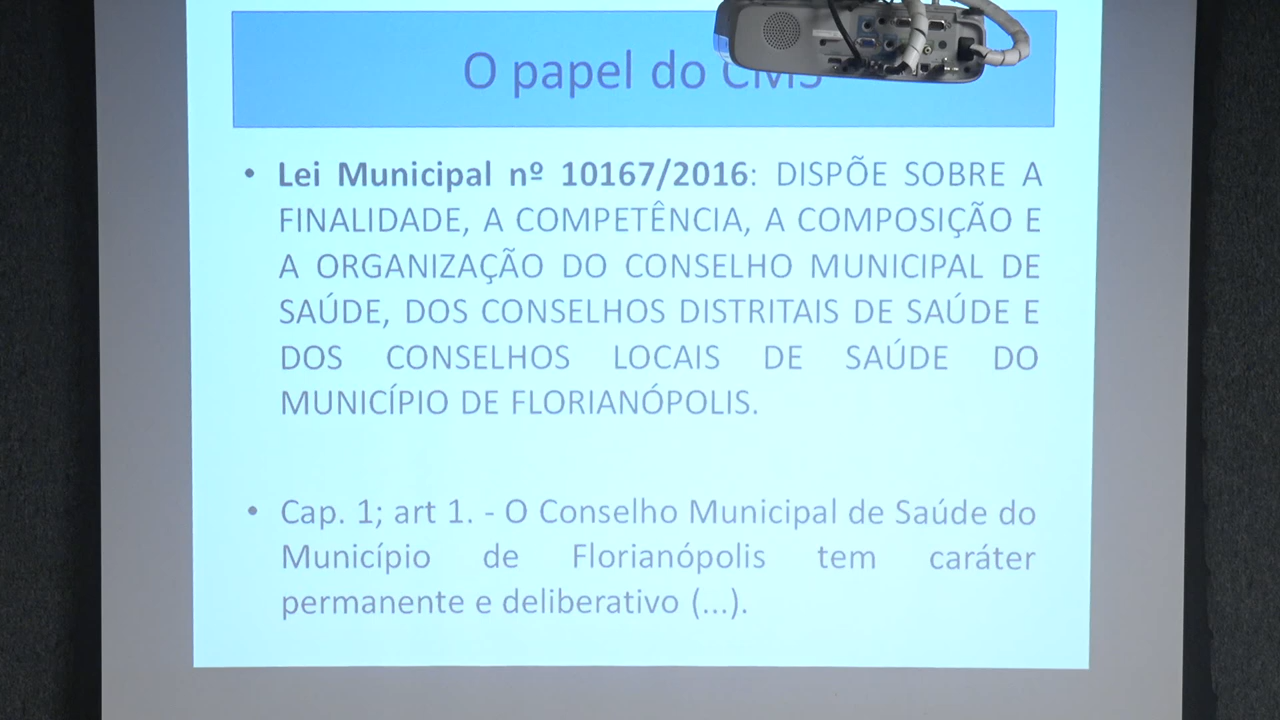 O papel do CMS
• Lei Municipal nº 10167/2016: DISPÕE SOBRE A
FINALIDADE, A COMPETÊNCIA, A COMPOSIÇÃO E
A ORGANIZAÇÃO DO CONSELHO MUNICIPAL DE
SAÚDE, DOS CONSELHOS DISTRITAIS DE SAÚDE E
DOS CONSELHOS LOCAIS DE SAÚDE DO
MUNICÍPIO DE FLORIANÓPOLIS.
• Cap. 1; art 1. - O Conselho Municipal de Saúde do
Município de Florianópolis tem caráter
permanente e deliberativo (...).